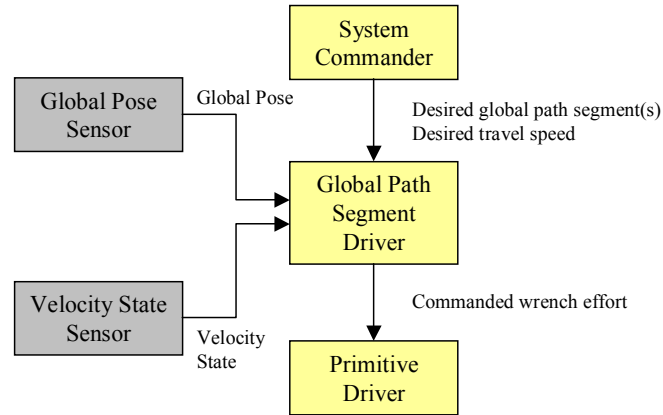 System
Commander
Global Pose
Sensor
Global Pose
Desired global path segment(s)
Desired travel speed
Global Path
Segment
Driver
Velocity State
Sensor
Velocity
State
Commanded wrench effort
Primitive
Driver